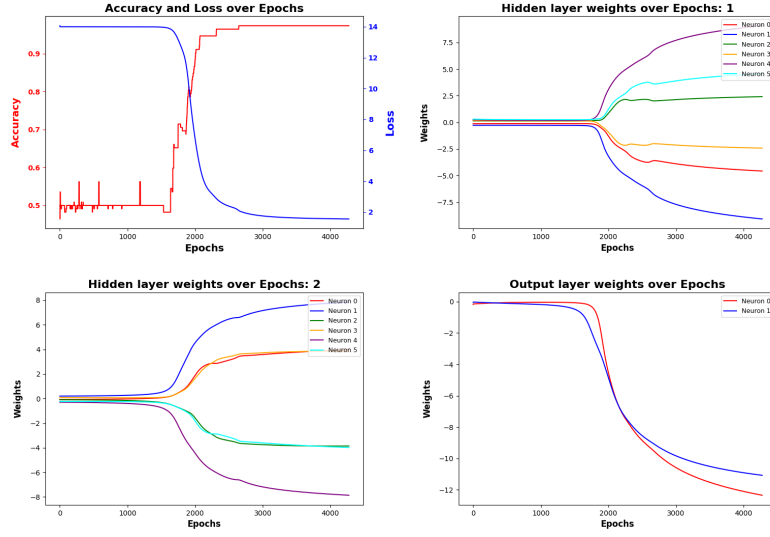 Accuracy and Loss over Epochs
Accuracy
0.9
0.8
0.7
0.6
0.5
14
12
10
8
6
4
2
Loss
0
1000
2000
3000
4000
Epochs
Hidden layer weights over Epochs: 1
Weights
7.5
5.0
2.5
0.0
-2.5
-5.0
-7.5
Neuron 0
Neuron 1
Neuron 2
Neuron 3
Neuron 4
Neuron 5
0
1000
2000
3000
4000
Epochs
Hidden layer weights over Epochs: 2
Weights
8
6
4
2
0
-2
-4
-6
-8
Neuron 0
Neuron 1
Neuron 2
Neuron 3
Neuron 4
Neuron 5
0
1000
2000
3000
4000
Epochs
Output layer weights over Epochs
Weights
0
-2
-4
-6
-8
-10
-12
Neuron 0
Neuron 1
0
1000
2000
3000
4000
Epochs